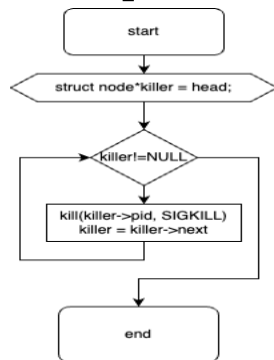 start
struct node*killer = head;
killer!=NULL
kill(killer->pid, SIGKILL)
killer = killer->next
end